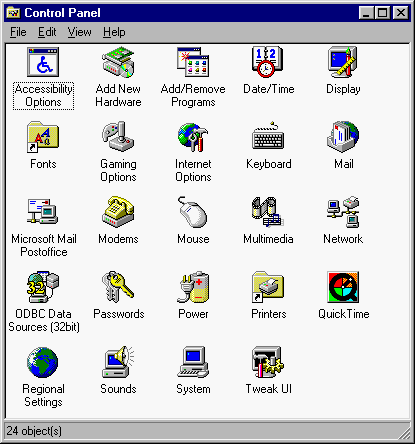 Control Panel
File Edit View Help
Accessibility Options
Add New Hardware
Add/Remove Programs
Date/Time
Display
Fonts
Gaming Options
Internet Options
Keyboard
Mail
Microsoft Mail Postoffice
Modems
Mouse
Multimedia
Network
ODBC Data Sources (32bit)
Passwords
Power
Printers
QuickTime
Regional Settings
Sounds
System
Tweak UI
24 object(s)